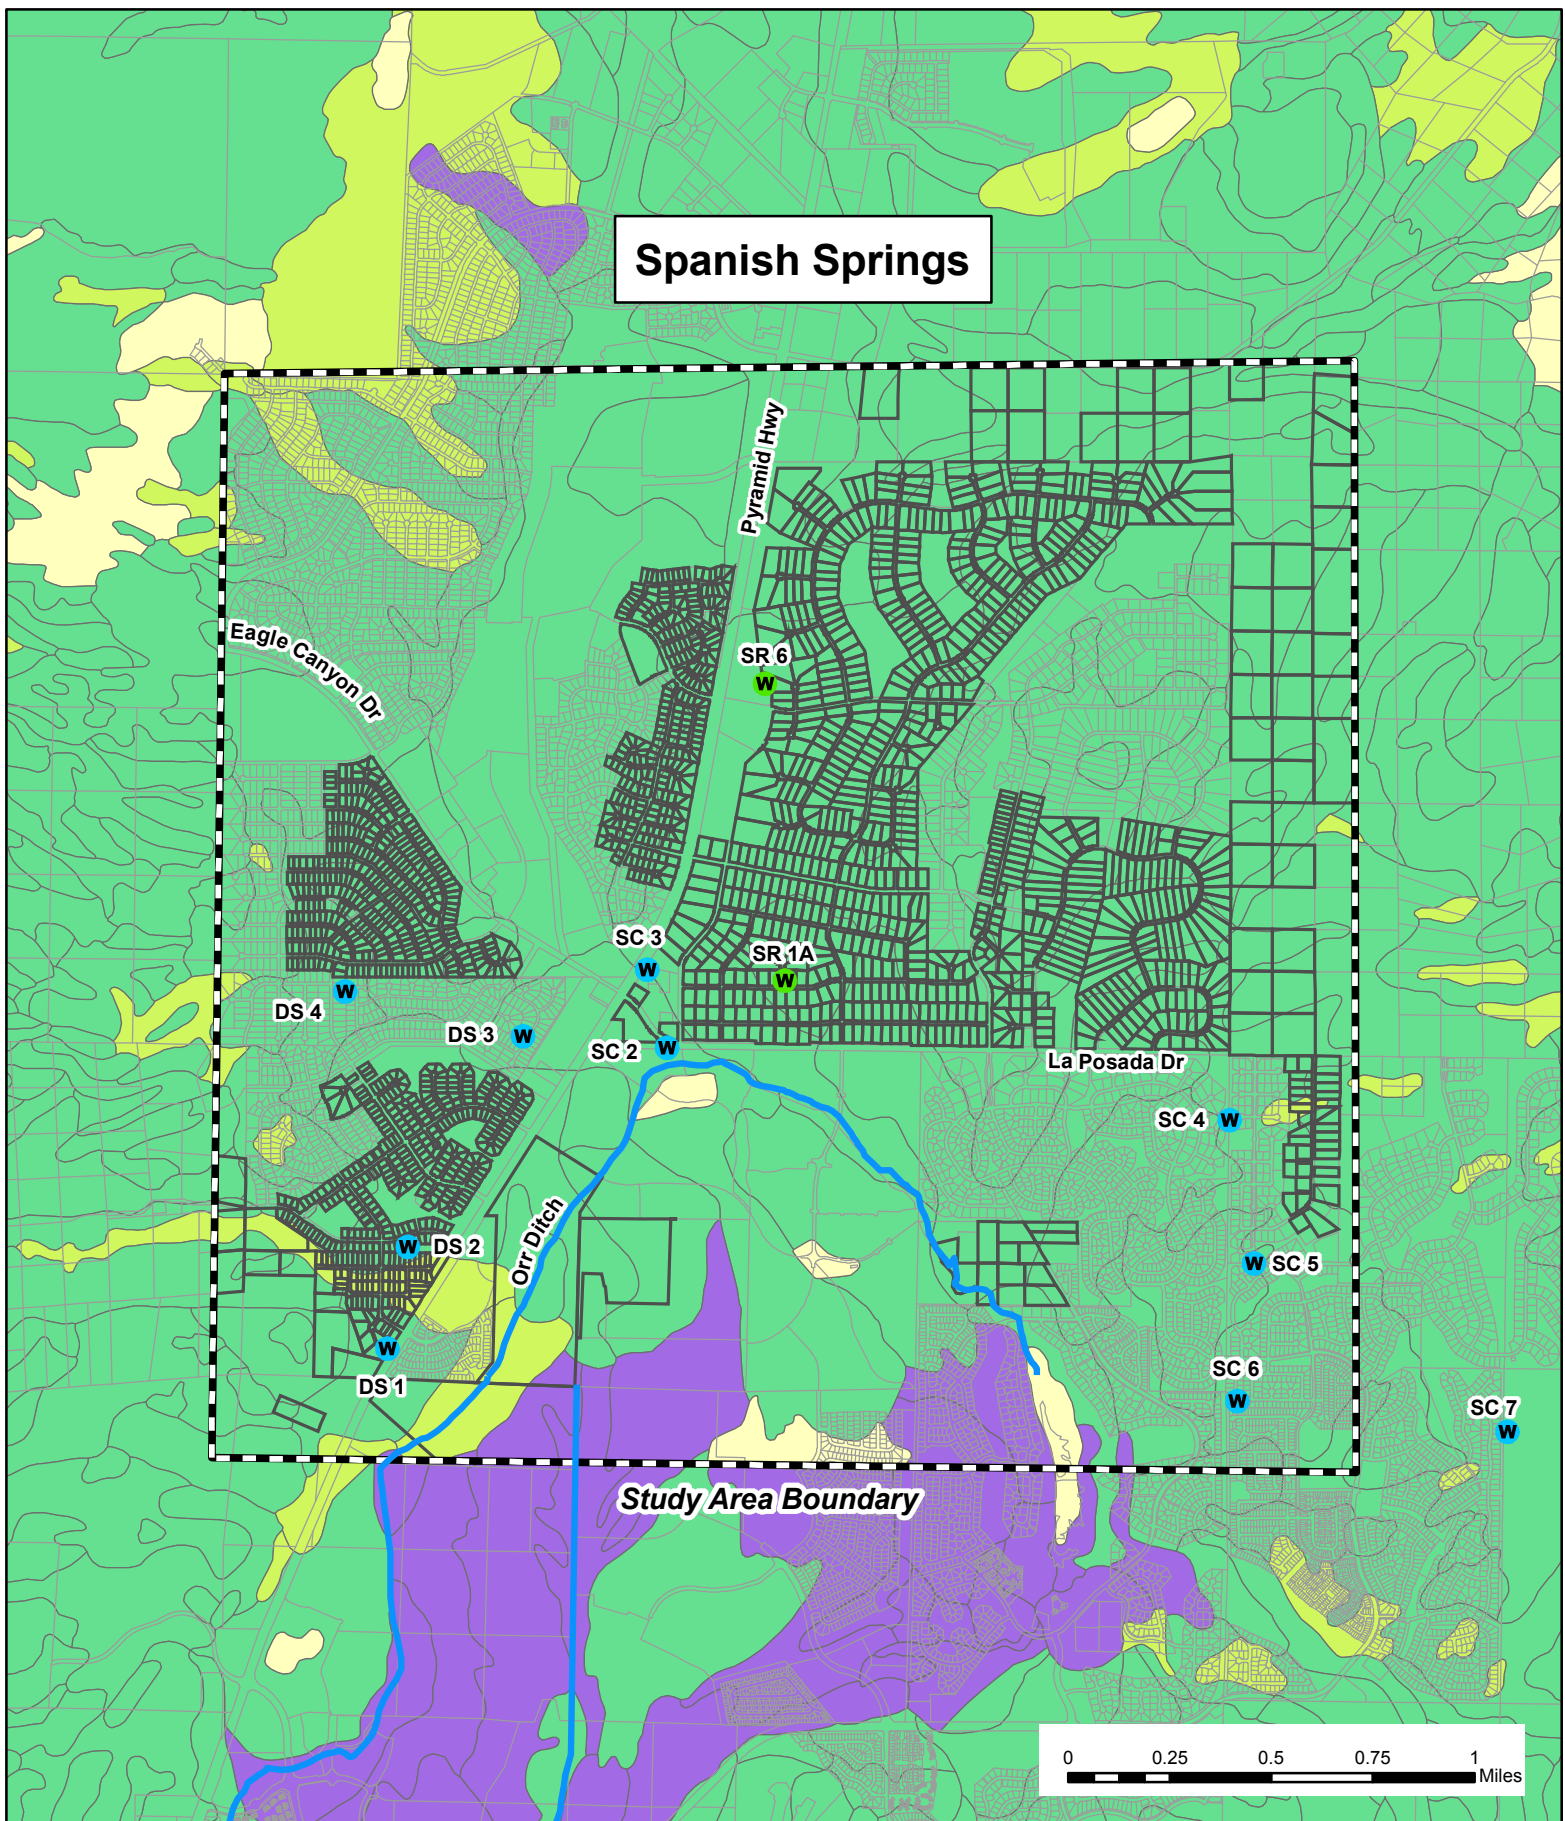 Spanish Springs
Pyramid Hwy
Eagle Canyon Dr
SR 6
W
SC 3
W
SR 1A
W
DS 4
W
DS 3
W
SC 2
W
La Posada Dr
SC 4
W
Orr Ditch
DS 2
W
SC 5
W
DS 1
W
SC 6
W
SC 7
W
Study Area Boundary
0 0.25 0.5 0.75 1
Miles